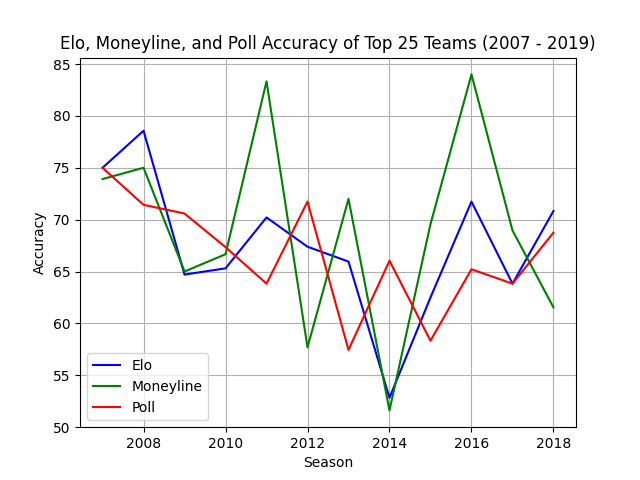 Elo, Moneyline, and Poll Accuracy of Top 25 Teams (2007 - 2019)
85
80
75
70
65
60
55
50
Accuracy
Elo
Moneyline
Poll
2008 2010 2012 2014 2016 2018
Season